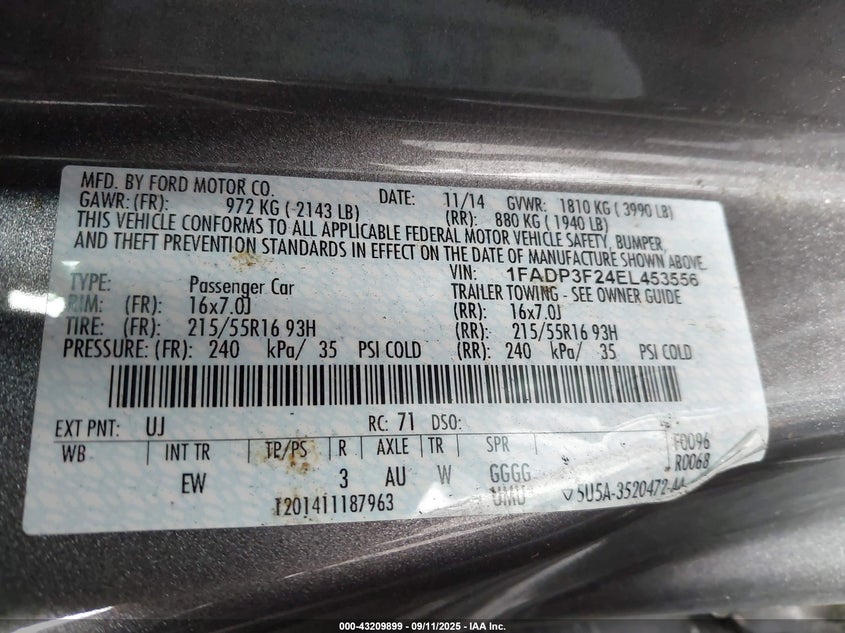 MFD. BY FORD MOTOR CO. DATE: 11/14 GVWR: 1810 KG ( 3990 LB)
GAWR: (FR): 972 KG ( 2143 LB) (RR): 880 KG ( 1940 LB)
THIS VEHICLE CONFORMS TO ALL APPLICABLE FEDERAL MOTOR VEHICLE SAFETY, BUMPER,
AND THEFT PREVENTION STANDARDS IN EFFECT ON THE DATE OF MANUFACTURE SHOWN ABOVE.
VIN: 1FADP3F24EL453556
TYPE: Passenger Car TRAILER TOWING - SEE OWNER GUIDE
RIM: (FR): 16x7.0J (RR): 16x7.0J
TIRE: (FR): 215/55R16 93H (RR): 215/55R16 93H
PRESSURE: (FR): 240 kPa/ 35 PSI COLD (RR): 240 kPa/ 35 PSI COLD
EXT PNT: UJ RC: 71 DSO:
WB INT TR TP/PS R AXLE TR SPR F0096
EW 3 AU W GGGG R0068
T201411187963 UMU 5U5A-3520472-AA
000-43209899 - 09/11/2025 - IAA Inc.